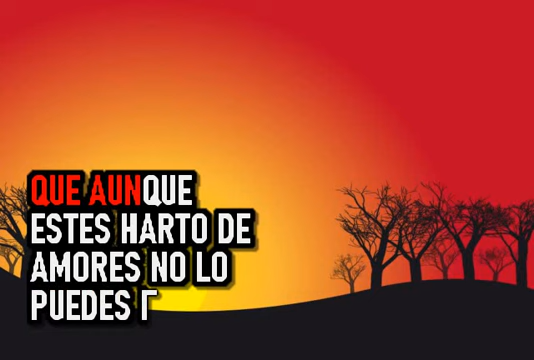 QUE AUNQUE
ESTES HARTO DE
AMORES NO LO
PUEDES